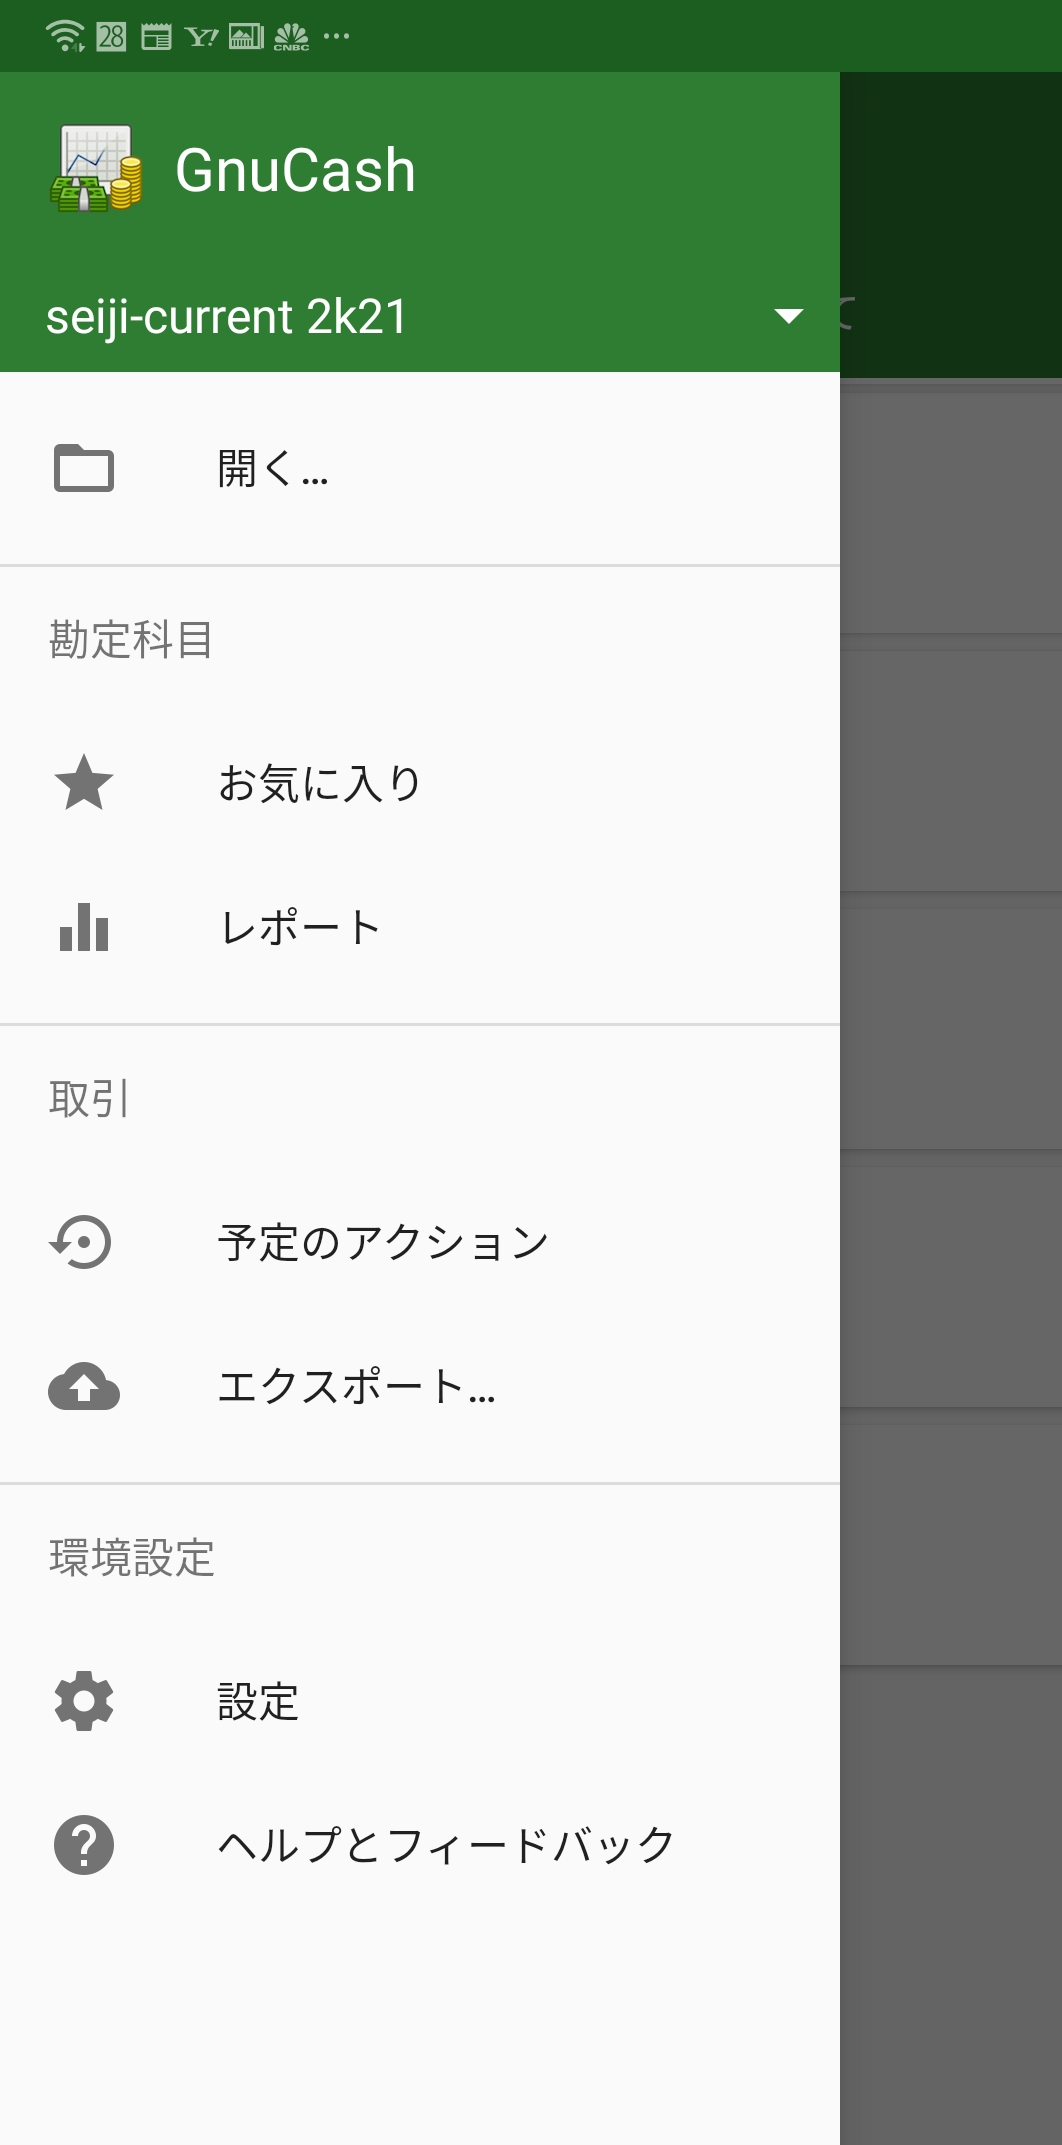 28
Y!
CNBC
GnuCash
seiji-current 2k21
開く...
勘定科目
お気に入り
レポート
取引
予定のアクション
エクスポート...
環境設定
設定
ヘルプとフィードバック